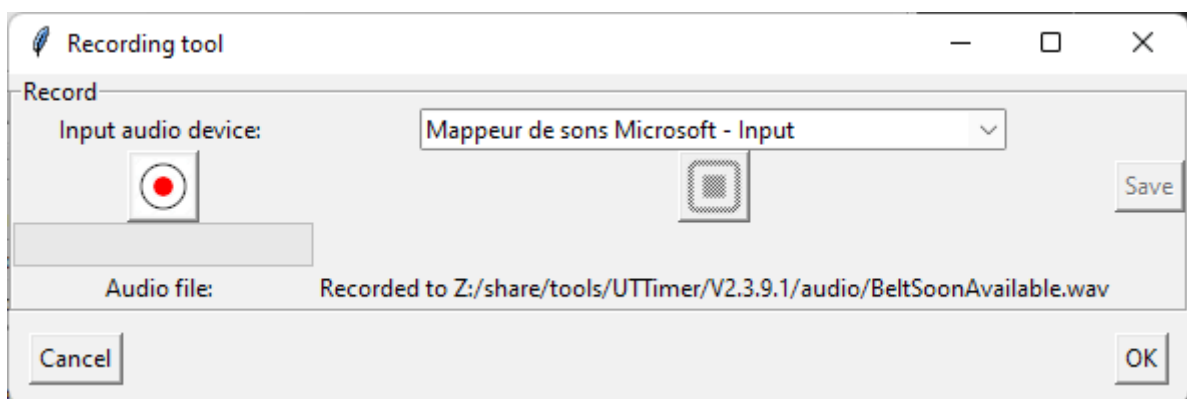 Recording tool
Record
Input audio device: Mappeur de sons Microsoft - Input
Save
Audio file: Recorded to Z:/share/tools/UTTimer/V2.3.9.1/audio/BeltSoonAvailable.wav
Cancel OK